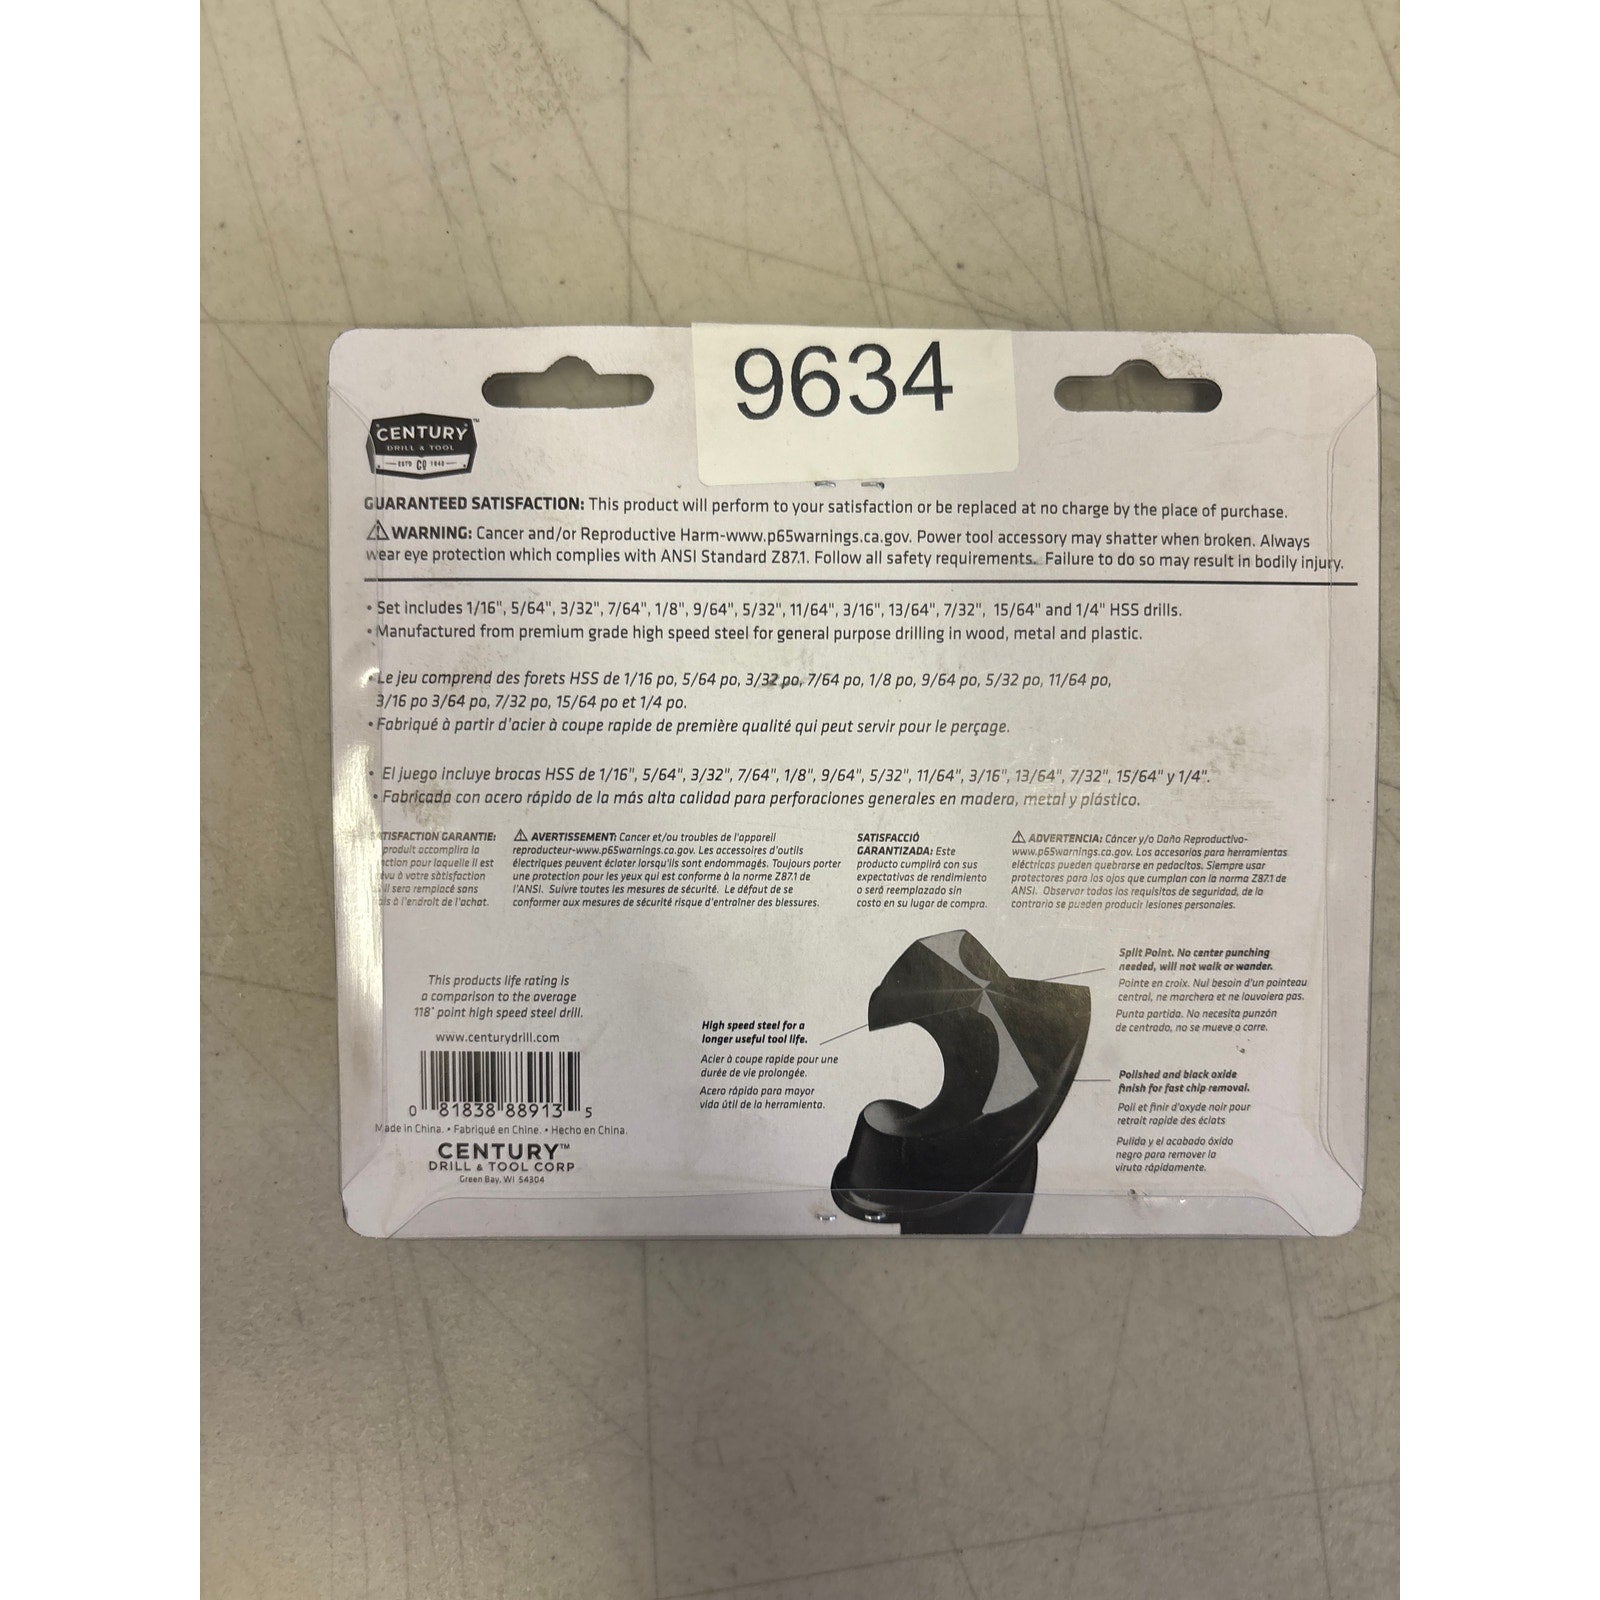 9634
CENTURY™
DRILL & TOOL
ESTD CO 1940
GUARANTEED SATISFACTION: This product will perform to your satisfaction or be replaced at no charge by the place of purchase.
⚠WARNING: Cancer and/or Reproductive Harm-www.p65warnings.ca.gov. Power tool accessory may shatter when broken. Always
wear eye protection which complies with ANSI Standard Z87.1. Follow all safety requirements. Failure to do so may result in bodily injury.
• Set includes 1/16", 5/64", 3/32", 7/64", 1/8", 9/64", 5/32", 11/64", 3/16", 13/64", 7/32", 15/64" and 1/4" HSS drills.
• Manufactured from premium grade high speed steel for general purpose drilling in wood, metal and plastic.
• Le jeu comprend des forets HSS de 1/16 po, 5/64 po, 3/32 po, 7/64 po, 1/8 po, 9/64 po, 5/32 po, 11/64 po,
3/16 po 3/64 po, 7/32 po, 15/64 po et 1/4 po.
• Fabriqué à partir d'acier à coupe rapide de première qualité qui peut servir pour le perçage.
• El juego incluye brocas HSS de 1/16", 5/64", 3/32", 7/64", 1/8", 9/64", 5/32", 11/64", 3/16", 13/64", 7/32", 15/64" y 1/4".
• Fabricada con acero rápido de la más alta calidad para perforaciones generales en madera, metal y plástico.
SATISFACTION GARANTIE:
produit accomplira la
pour laquelle il est
à votre sàtisfaction
il sera remplacé sans
à l'endroit de l'achat.
⚠ AVERTISSEMENT: Cancer et/ou troubles de l'appareil
reproducteur-www.p65warnings.ca.gov. Les accessoires d'outils
électriques peuvent éclater lorsqu'ils sont endommagés. Toujours porter
une protection pour les yeux qui est conforme à la norme Z87.1 de
l'ANSI. Suivre toutes les mesures de sécurité. Le défaut de se
conformer aux mesures de sécurité risque d'entraîner des blessures.
SATISFACCIÓ
GARANTIZADA: Este
producto cumplirá con sus
expectativas de rendimiento
o será reemplazado sin
costo en su lugar de compra.
⚠ ADVERTENCIA: Cáncer y/o Daño Reproductivo-
www.p65warnings.ca.gov. Los accesorios para herramientas
eléctricas pueden quebrarse en pedacitos. Siempre usar
protectores para los ojos que cumplan con la norma Z87.1 de
ANSI. Observar todos los requisitos de seguridad, de lo
contrario se pueden producir lesiones personales.
This products life rating is
a comparison to the average
118° point high speed steel drill.
www.centurydrill.com
0 81838 88913 5
Made in China. • Fabriqué en Chine. • Hecho en China.
CENTURY™
DRILL & TOOL CORP
Green Bay, WI 54304
High speed steel for a
longer useful tool life.
Acier à coupe rapide pour une
durée de vie prolongée.
Acero rápido para mayor
vida útil de la herramienta.
Split Point. No center punching
needed, will not walk or wander.
Pointe en croix. Nul besoin d'un pointeau
central, ne marchera et ne louvoiera pas.
Punta partida. No necesita punzón
de centrado, no se mueve o corre.
Polished and black oxide
finish for fast chip removal.
Poli et finir d'oxyde noir pour
retrait rapide des éclats
Pulida y el acabado óxido
negro para remover la
viruta rápidamente.